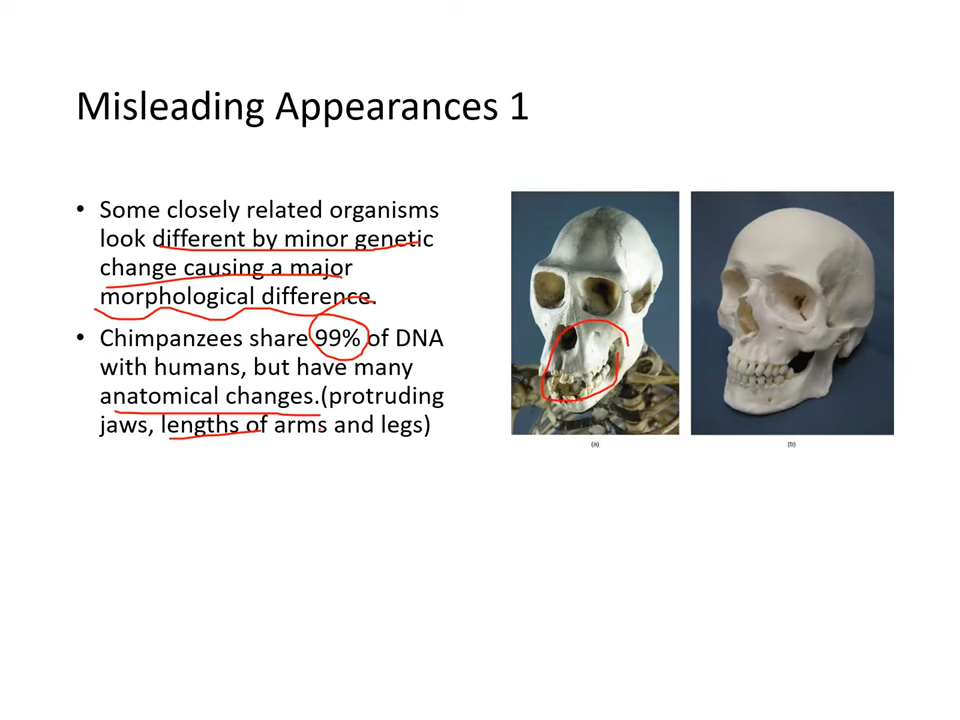 Misleading Appearances 1
• Some closely related organisms
look different by minor genetic
change causing a major
morphological difference.
• Chimpanzees share 99% of DNA
with humans, but have many
anatomical changes.(protruding
jaws, lengths of arms and legs)
(a)
(b)